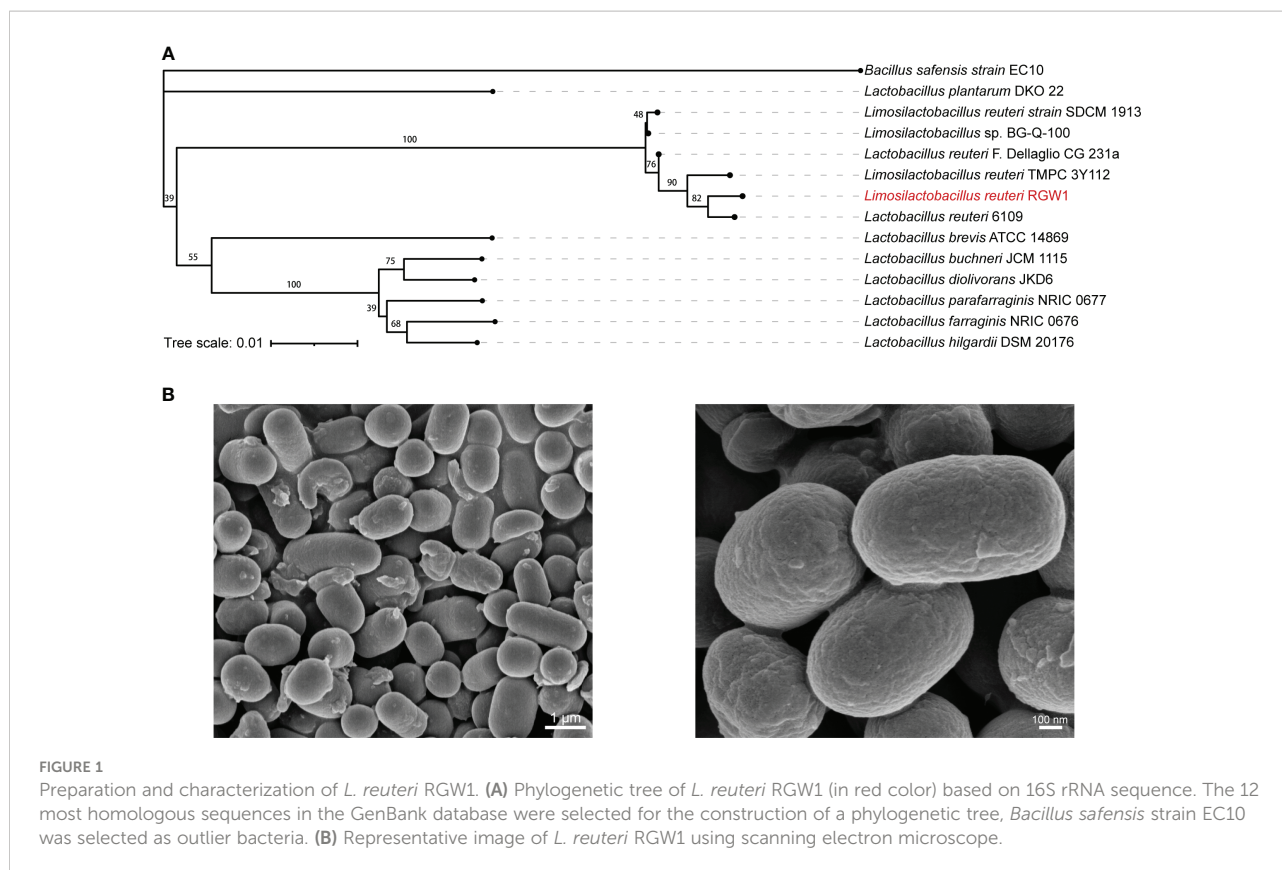 A
Bacillus safensis strain EC10
Lactobacillus plantarum DKO 22
48
Limosilactobacillus reuteri strain SDCM 1913
Limosilactobacillus sp. BG-Q-100
100
76
Lactobacillus reuteri F. Dellaglio CG 231a
90
Limosilactobacillus reuteri TMPC 3Y112
39
82
Limosilactobacillus reuteri RGW1
Lactobacillus reuteri 6109
Lactobacillus brevis ATCC 14869
55
75
Lactobacillus buchneri JCM 1115
100
Lactobacillus diolivorans JKD6
39
Lactobacillus parafarraginis NRIC 0677
68
Lactobacillus farraginis NRIC 0676
Tree scale: 0.01
Lactobacillus hilgardii DSM 20176
B
1 μm
100 nm
FIGURE 1
Preparation and characterization of L. reuteri RGW1. (A) Phylogenetic tree of L. reuteri RGW1 (in red color) based on 16S rRNA sequence. The 12
most homologous sequences in the GenBank database were selected for the construction of a phylogenetic tree, Bacillus safensis strain EC10
was selected as outlier bacteria. (B) Representative image of L. reuteri RGW1 using scanning electron microscope.